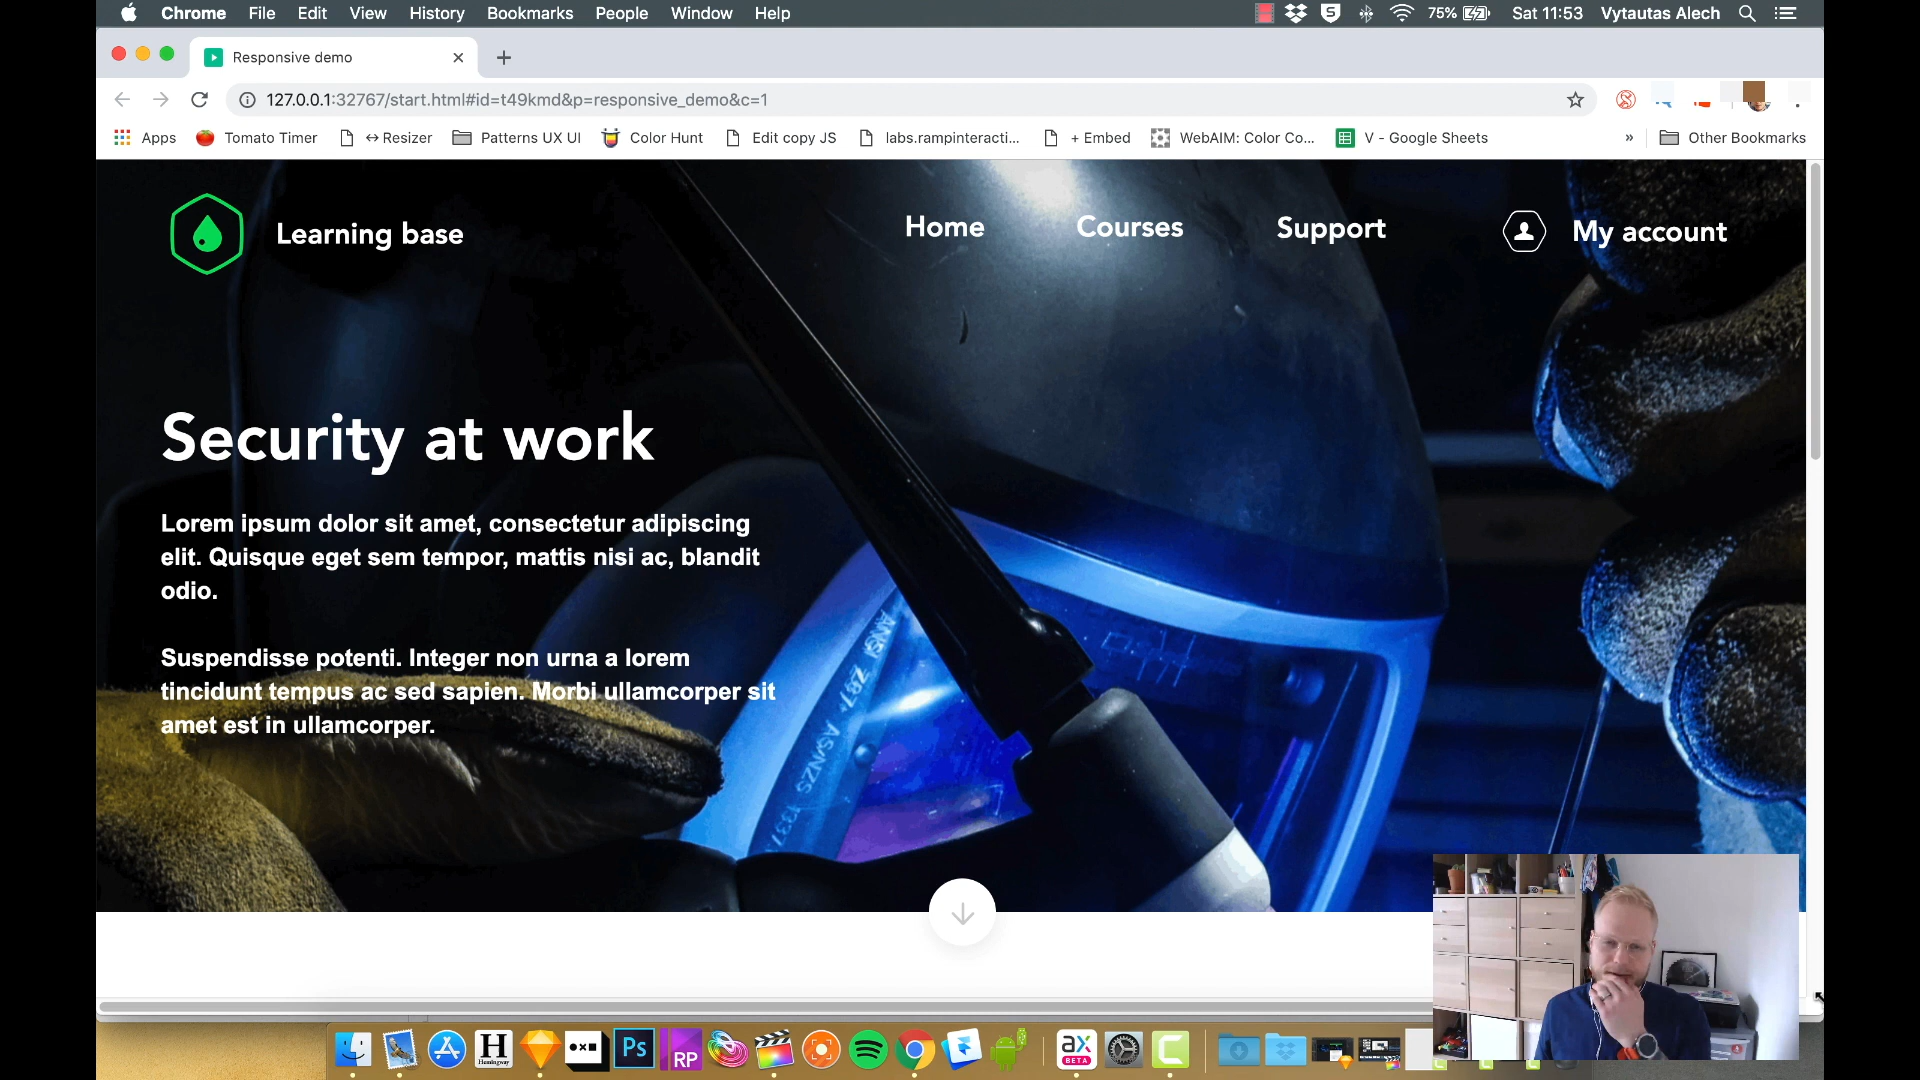 Chrome File Edit View History Bookmarks People Window Help
75% Sat 11:53 Vytautas Alech
Responsive demo
127.0.0.1:32767/start.html#id=t49kmd&p=responsive_demo&c=1
Apps Tomato Timer ↔Resizer Patterns UX UI Color Hunt Edit copy JS labs.rampinteracti... + Embed WebAIM: Color Co... V - Google Sheets » Other Bookmarks
Learning base
Home Courses Support My account
Security at work
Lorem ipsum dolor sit amet, consectetur adipiscing
elit. Quisque eget sem tempor, mattis nisi ac, blandit
odio.
Suspendisse potenti. Integer non urna a lorem
tincidunt tempus ac sed sapien. Morbi ullamcorper sit
amet est in ullamcorper.
H
Hemingway
Ps
RP
ax
BETA